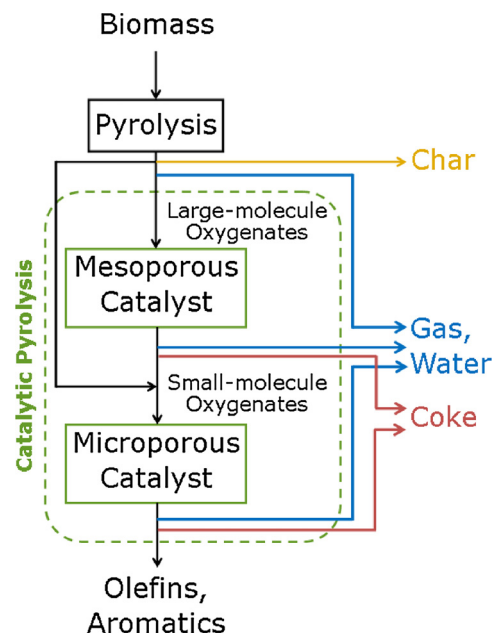 Biomass
Pyrolysis
Char
Large-molecule
Oxygenates
Mesoporous
Catalyst
Gas,
Water
Small-molecule
Oxygenates
Coke
Microporous
Catalyst
Catalytic Pyrolysis
Olefins,
Aromatics